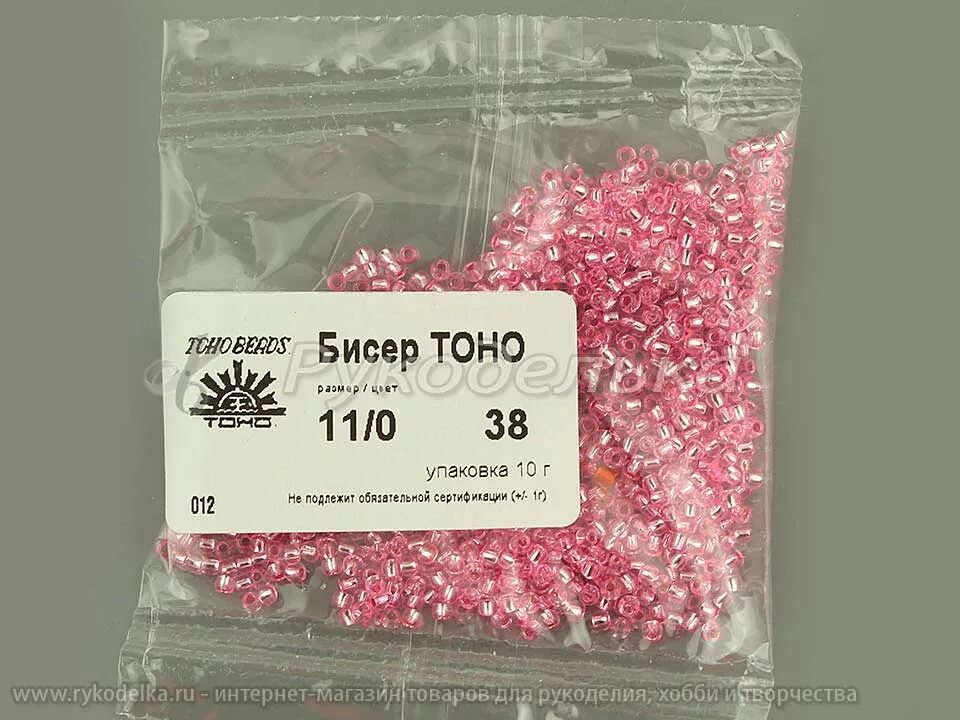 TOHO BEADS
TOHO
Бисер TOHO
размер / цвет
11/0 38
упаковка 10 г
Не подлежит обязательной сертификации (+/- 1г)
012
Рукоделька
www.rykodelka.ru - интернет-магазин товаров для рукоделия, хобби и творчества